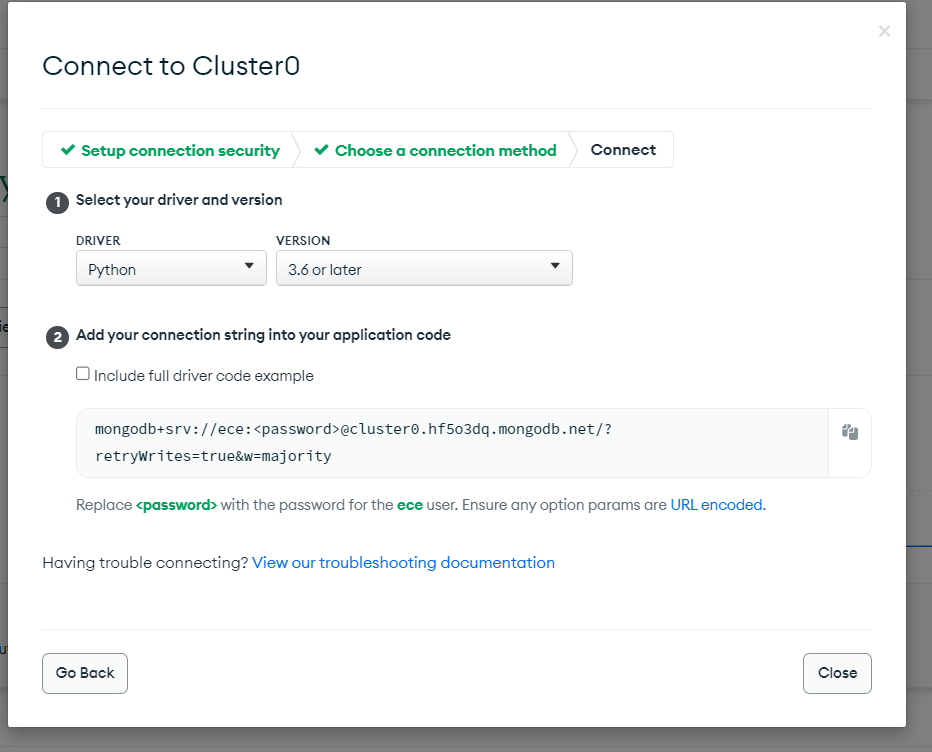 Connect to Cluster0
Setup connection security
Choose a connection method
Connect
1 Select your driver and version
DRIVER
VERSION
Python
3.6 or later
2 Add your connection string into your application code
Include full driver code example
mongodb+srv://ece:<password>@cluster0.hf5o3dq.mongodb.net/?
retryWrites=true&w=majority
Replace <password> with the password for the ece user. Ensure any option params are URL encoded.
Having trouble connecting? View our troubleshooting documentation
Go Back
Close